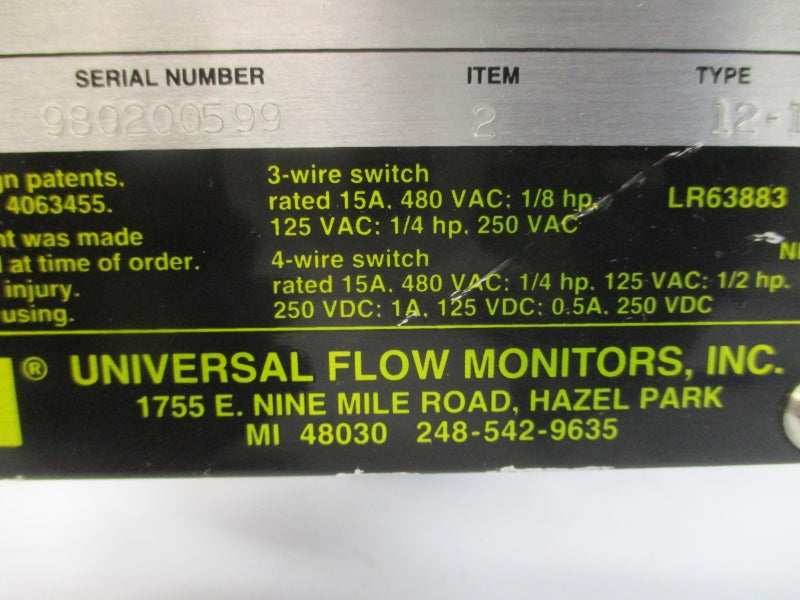 SERIAL NUMBER ITEM TYPE
980200599 2 12-1
gn patents.
4063455.
nt was made
d at time of order.
injury.
using.
3-wire switch
rated 15A, 480 VAC; 1/8 hp,
125 VAC; 1/4 hp, 250 VAC
4-wire switch
rated 15A, 480 VAC; 1/4 hp, 125 VAC; 1/2 hp.
250 VDC; 1A, 125 VDC; 0.5A, 250 VDC
LR63883
® UNIVERSAL FLOW MONITORS, INC.
1755 E. NINE MILE ROAD, HAZEL PARK
MI 48030 248-542-9635